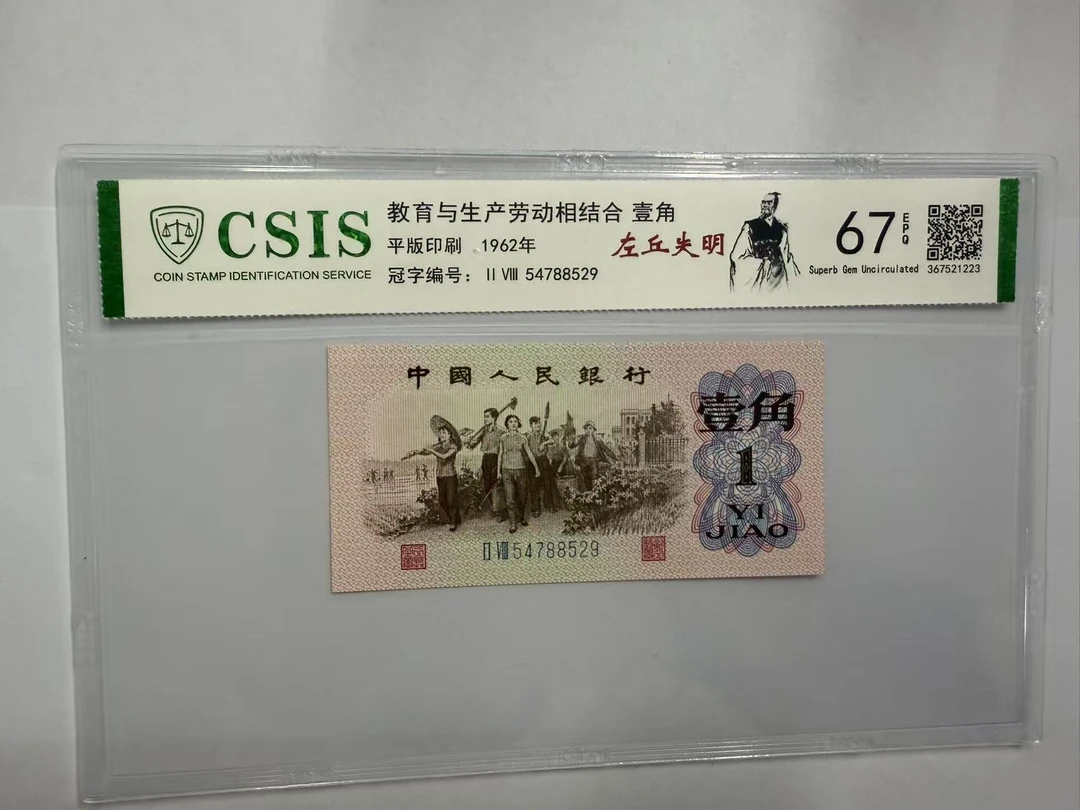 CSIS
COIN STAMP IDENTIFICATION SERVICE
教育与生产劳动相结合 壹角
平版印刷 1962年
冠字编号: II VIII 54788529
左丘失明
67
EPQ
Superb Gem Uncirculated
367521223
中國人民銀行
壹角
1
YI
JIAO
II VIII 54788529